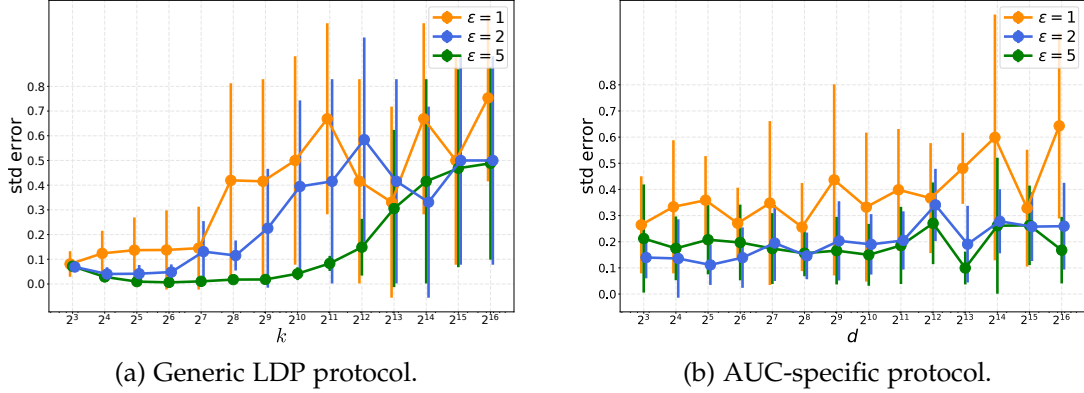 ε = 1
ε = 2
ε = 5
std error
0.8
0.7
0.6
0.5
0.4
0.3
0.2
0.1
0.0
2^3 2^4 2^5 2^6 2^7 2^8 2^9 2^10 2^11 2^12 2^13 2^14 2^15 2^16
k
(a) Generic LDP protocol.
ε = 1
ε = 2
ε = 5
std error
0.8
0.7
0.6
0.5
0.4
0.3
0.2
0.1
0.0
2^3 2^4 2^5 2^6 2^7 2^8 2^9 2^10 2^11 2^12 2^13 2^14 2^15 2^16
d
(b) AUC-specific protocol.